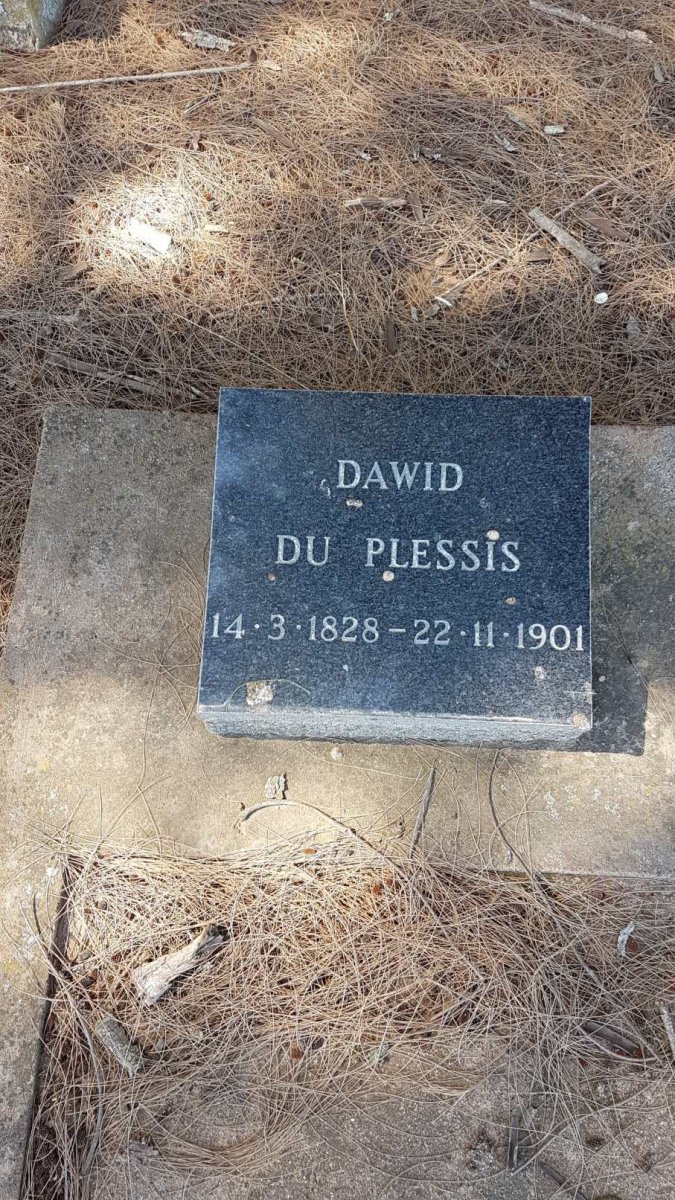 DAWID
DU PLESSIS
14·3·1828 – 22·11·1901